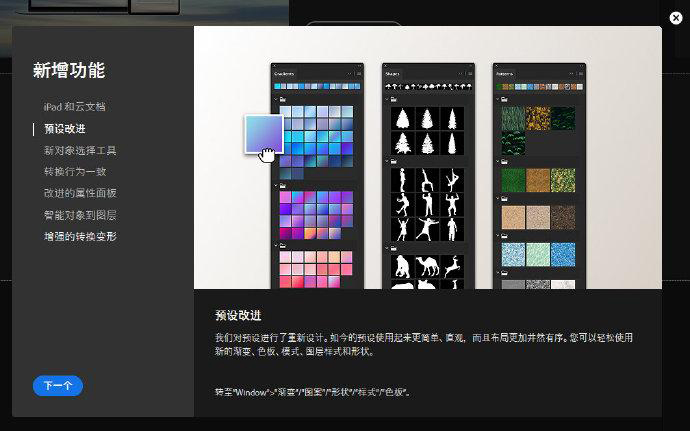 新增功能
iPad 和云文档
预设改进
新对象选择工具
转换行为一致
改进的属性面板
智能对象到图层
增强的转换变形
下一个
Gradients
Shapes
Patterns
预设改进
我们对预设进行了重新设计。如今的预设使用起来更简单、直观，而且布局更加井然有序。您可以轻松使用
新的渐变、色板、模式、图层样式和形状。
转至"Window">"渐变"/"图案"/"形状"/"样式"/"色板"。